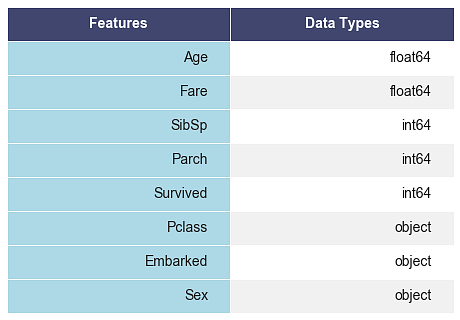 Features Data Types
Age float64
Fare float64
SibSp int64
Parch int64
Survived int64
Pclass object
Embarked object
Sex object